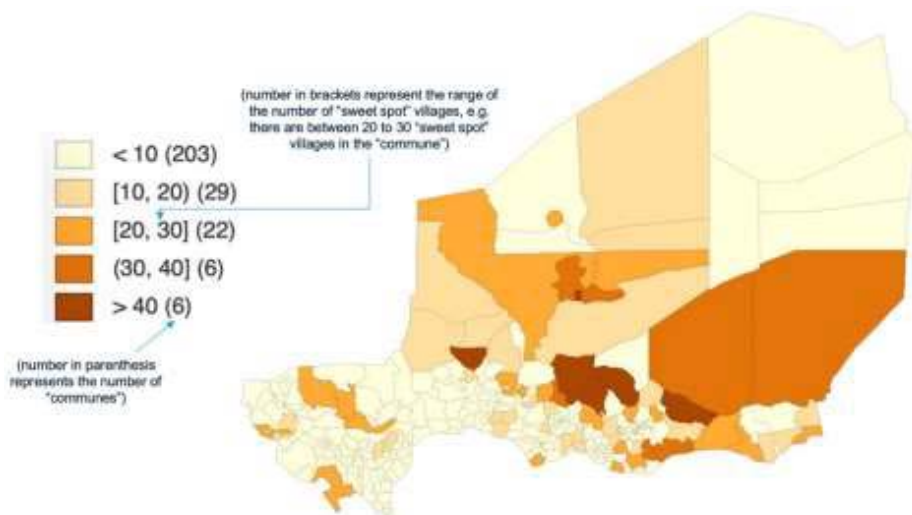 (number in brackets represent the range of
the number of "sweet spot" villages, e.g.
there are between 20 to 30 "sweet spot"
villages in the "commune")
< 10 (203)
[10, 20) (29)
[20, 30] (22)
(30, 40] (6)
> 40 (6)
(number in parenthesis
represents the number of
"communes")